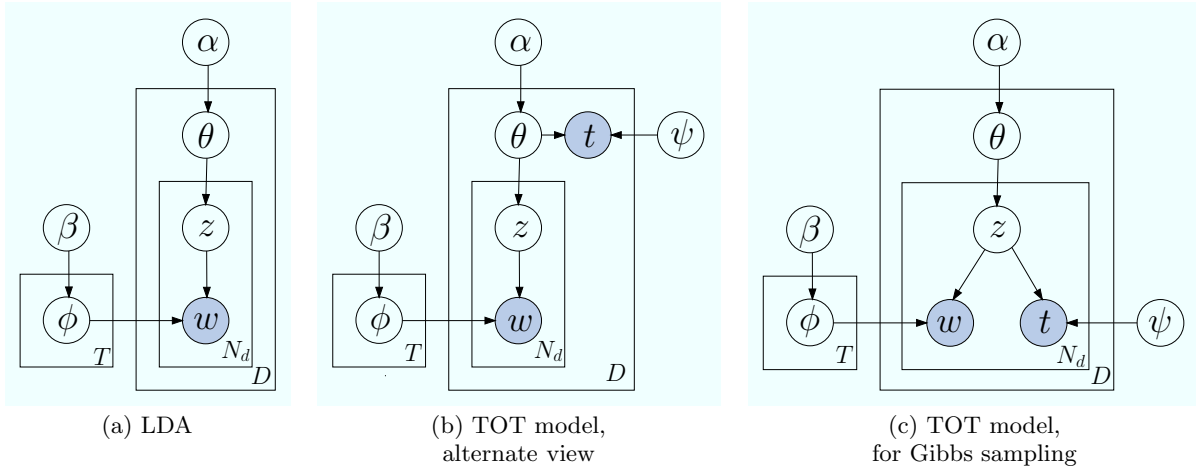 α
θ
β
z
ϕ
w
T
N_d
D
(a) LDA
α
θ
t
ψ
β
z
ϕ
w
T
N_d
D
(b) TOT model,
alternate view
α
θ
β
z
ϕ
w
t
ψ
T
N_d
D
(c) TOT model,
for Gibbs sampling